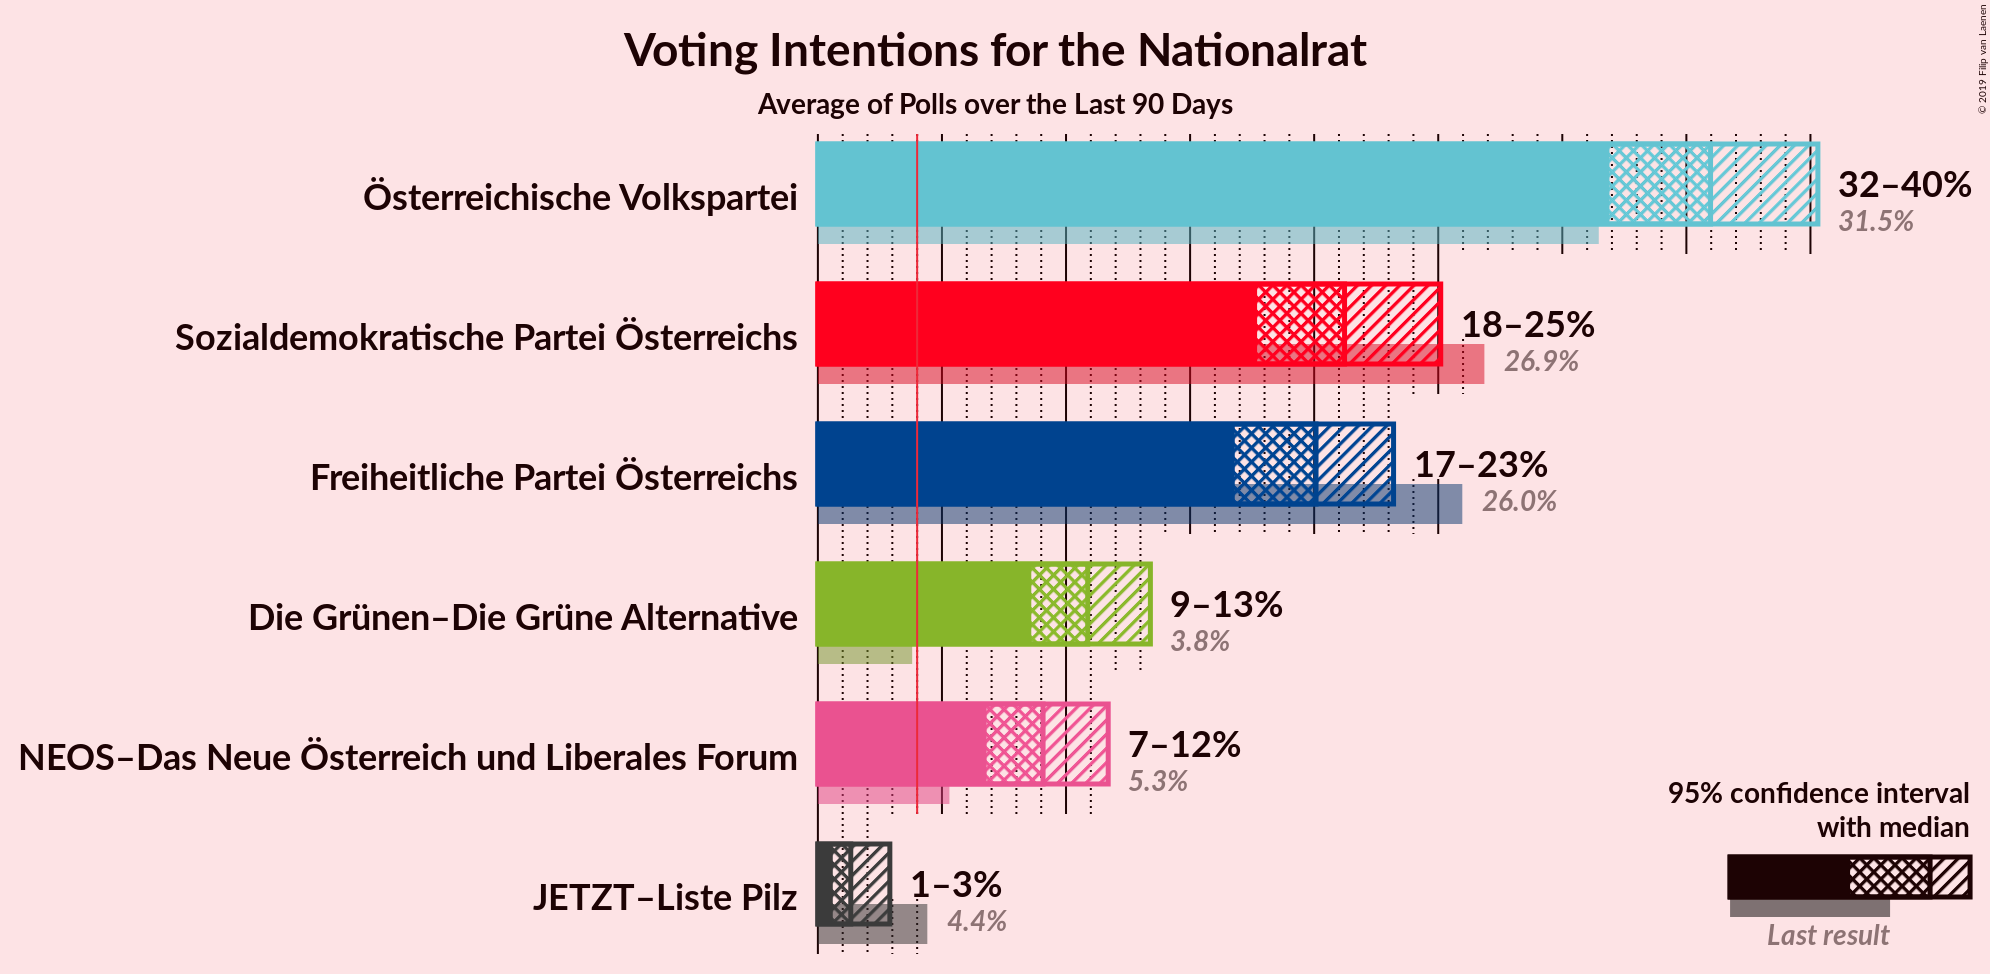 Voting Intentions for the Nationalrat
Average of Polls over the Last 90 Days
© 2019 Filip van Laenen
Österreichische Volkspartei
32–40%
31.5%
Sozialdemokratische Partei Österreichs
18–25%
26.9%
Freiheitliche Partei Österreichs
17–23%
26.0%
Die Grünen–Die Grüne Alternative
9–13%
3.8%
NEOS–Das Neue Österreich und Liberales Forum
7–12%
5.3%
JETZT–Liste Pilz
1–3%
4.4%
95% confidence interval
with median
Last result